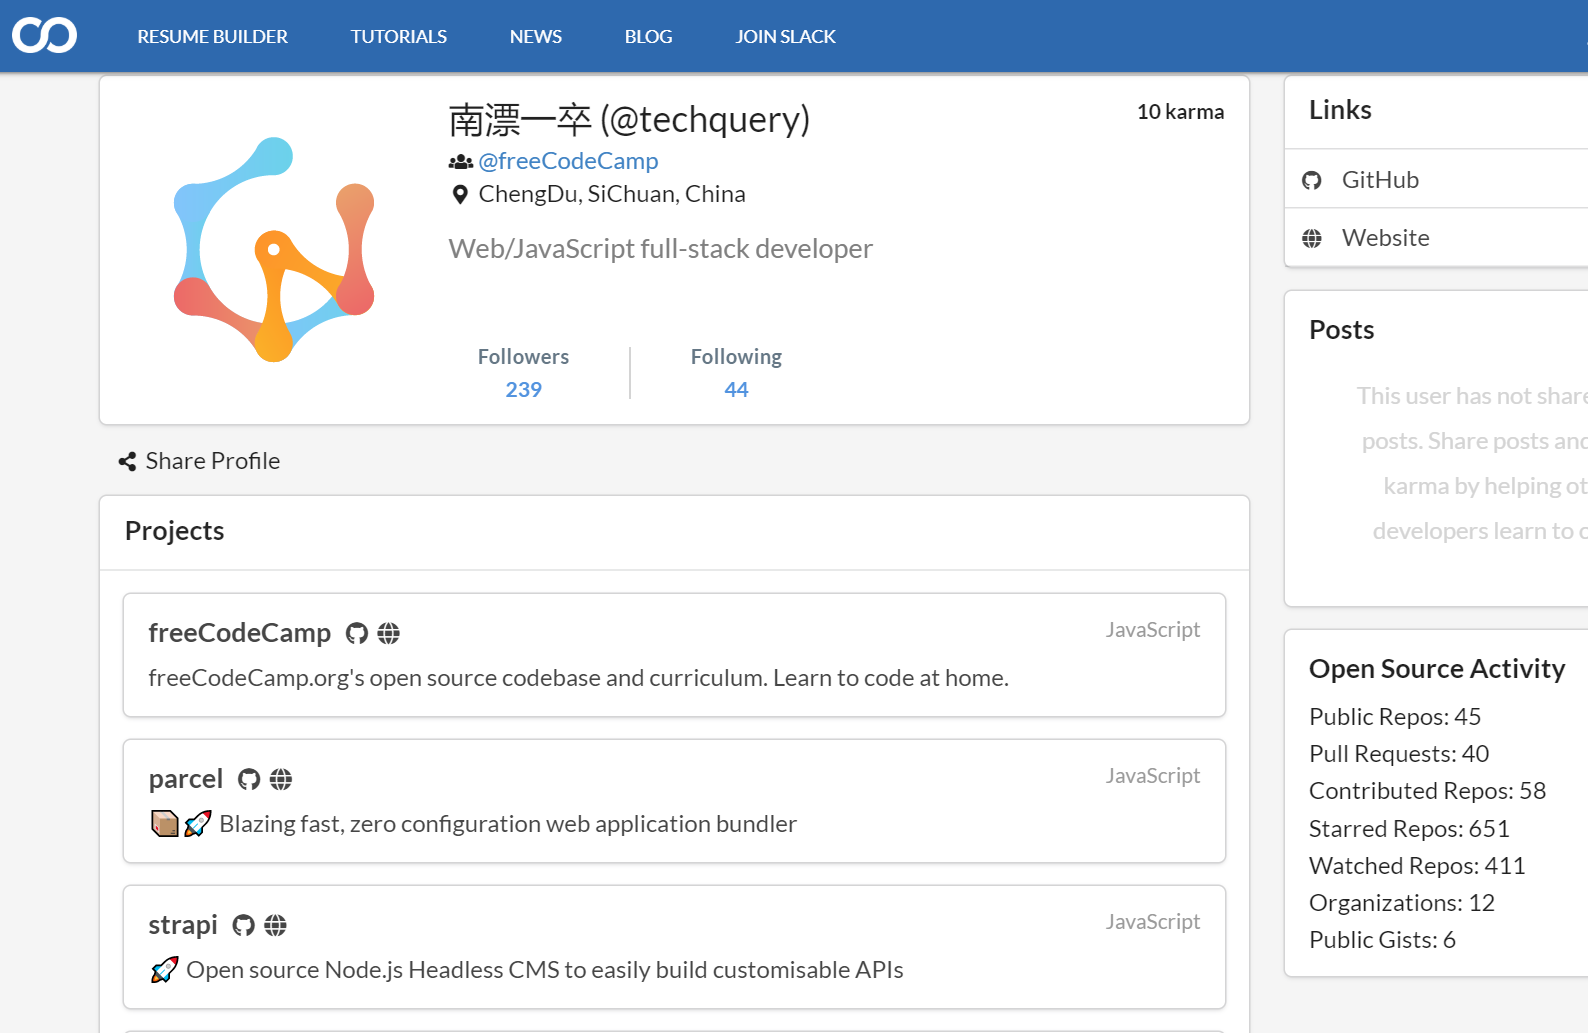 RESUME BUILDER TUTORIALS NEWS BLOG JOIN SLACK
南漂一卒 (@techquery)
10 karma
@freeCodeCamp
ChengDu, SiChuan, China
Web/JavaScript full-stack developer
Followers Following
239 44
Share Profile
Projects
freeCodeCamp JavaScript
freeCodeCamp.org's open source codebase and curriculum. Learn to code at home.
parcel JavaScript
Blazing fast, zero configuration web application bundler
strapi JavaScript
Open source Node.js Headless CMS to easily build customisable APIs
Links
GitHub
Website
Posts
This user has not share
posts. Share posts and
karma by helping ot
developers learn to c
Open Source Activity
Public Repos: 45
Pull Requests: 40
Contributed Repos: 58
Starred Repos: 651
Watched Repos: 411
Organizations: 12
Public Gists: 6